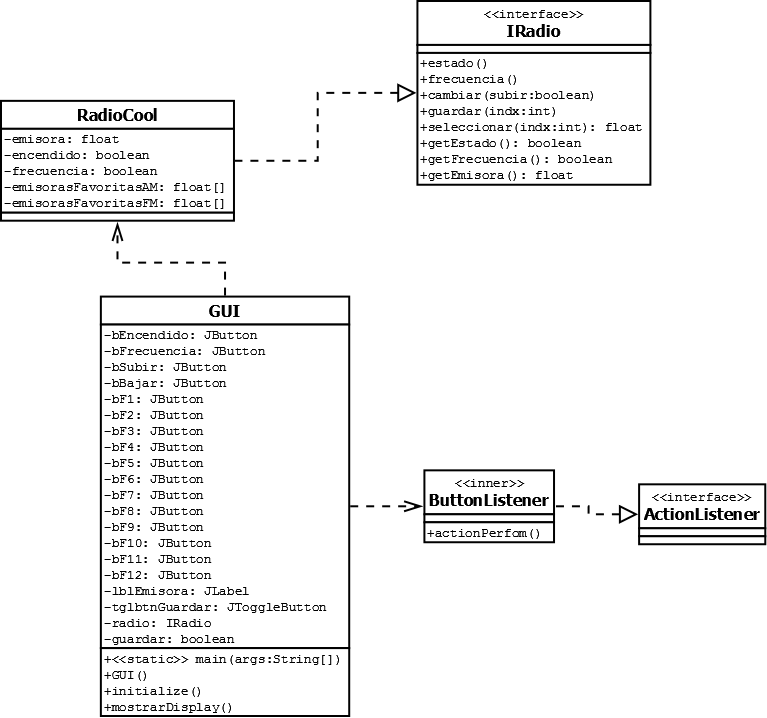 <<interface>>
IRadio
+estado()
+frecuencia()
+cambiar(subir:boolean)
+guardar(indx:int)
+seleccionar(indx:int): float
+getEstado(): boolean
+getFrecuencia(): boolean
+getEmisora(): float
RadioCool
-emisora: float
-encendido: boolean
-frecuencia: boolean
-emisorasFavoritasAM: float[]
-emisorasFavoritasFM: float[]
GUI
-bEncendido: JButton
-bFrecuencia: JButton
-bSubir: JButton
-bBajar: JButton
-bF1: JButton
-bF2: JButton
-bF3: JButton
-bF4: JButton
-bF5: JButton
-bF6: JButton
-bF7: JButton
-bF8: JButton
-bF9: JButton
-bF10: JButton
-bF11: JButton
-bF12: JButton
-lblEmisora: JLabel
-tglbtnGuardar: JToggleButton
-radio: IRadio
-guardar: boolean
+<<static>> main(args:String[])
+GUI()
+initialize()
+mostrarDisplay()
<<inner>>
ButtonListener
+actionPerfom()
<<interface>>
ActionListener